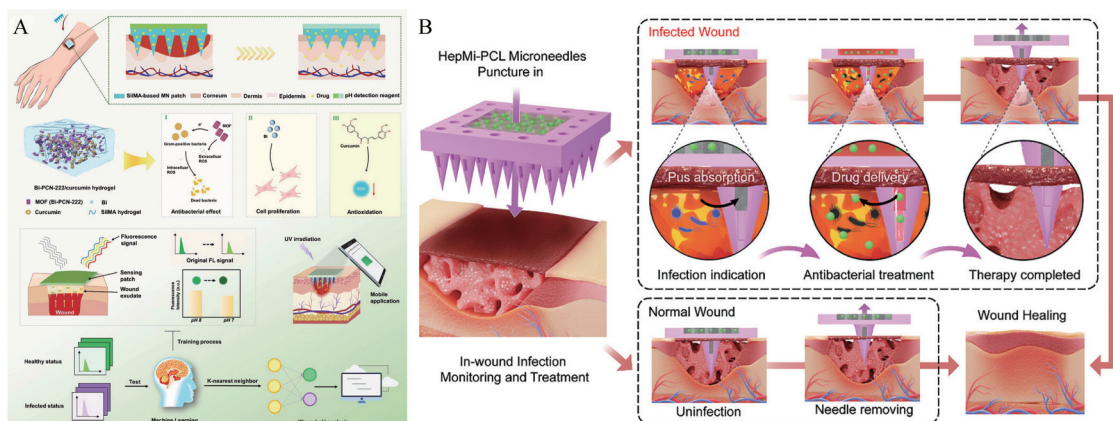 A
SilMA-based MN patch
Corneum
Dermis
Epidermis
Drug
pH detection reagent
Bi-PCN-222/curcumin hydrogel
MOF (Bi-PCN-222)
Bi
Curcumin
SilMA hydrogel
I
Gram-positive bacteria
e-
MOF
Extracellular
ROS
Intracellular
ROS
Dead bacteria
Antibacterial effect
II
Bi
Cell proliferation
III
Curcumin
ROS
Antioxidation
Fluorescence
signal
Sensing
patch
Wound
exudate
Wound
Original FL signal
Fluorescence
Intensity (a.u.)
pH 8
pH 7
UV irradiation
Mobile
application
Training process
Healthy status
Infected status
Test
K-nearest neighbor
Machine Learning
B
HepMi-PCL Microneedles
Puncture in
In-wound Infection
Monitoring and Treatment
Infected Wound
Pus absorption
Drug delivery
Infection indication
Antibacterial treatment
Therapy completed
Normal Wound
Uninfection
Needle removing
Wound Healing